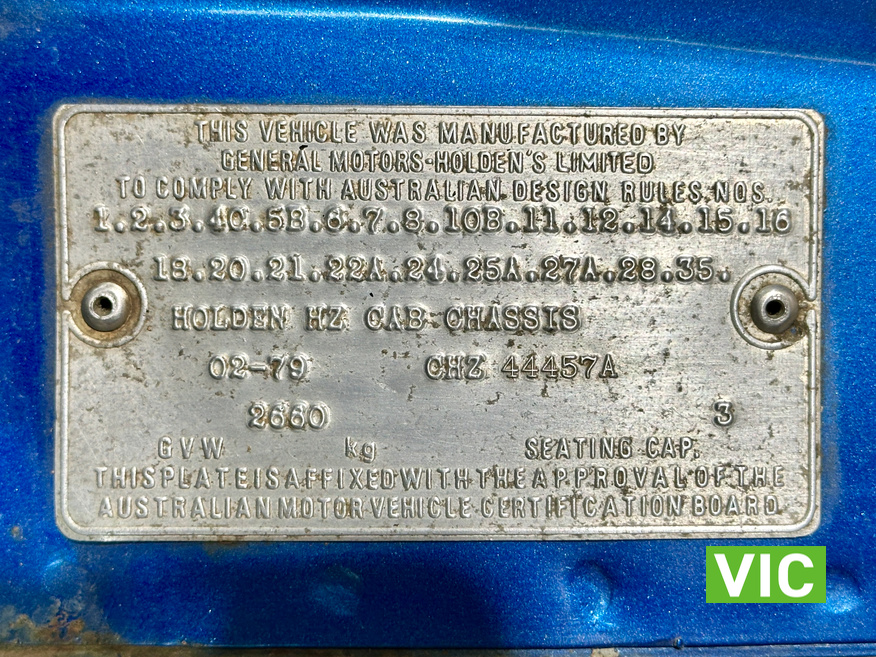 THIS VEHICLE WAS MANUFACTURED BY
GENERAL MOTORS-HOLDEN'S LIMITED
TO COMPLY WITH AUSTRALIAN DESIGN RULES NOS.
1.2.3.4C.5B.6.7.8.10B.11.12.14.15.16
18.20.21.22A.24.25A.27A.28.35.
HOLDEN HZ CAB CHASSIS
02-79 CHZ 44457A
2660 3
GVW kg SEATING CAP.
THIS PLATE IS AFFIXED WITH THE APPROVAL OF THE
AUSTRALIAN MOTOR VEHICLE CERTIFICATION BOARD
VIC